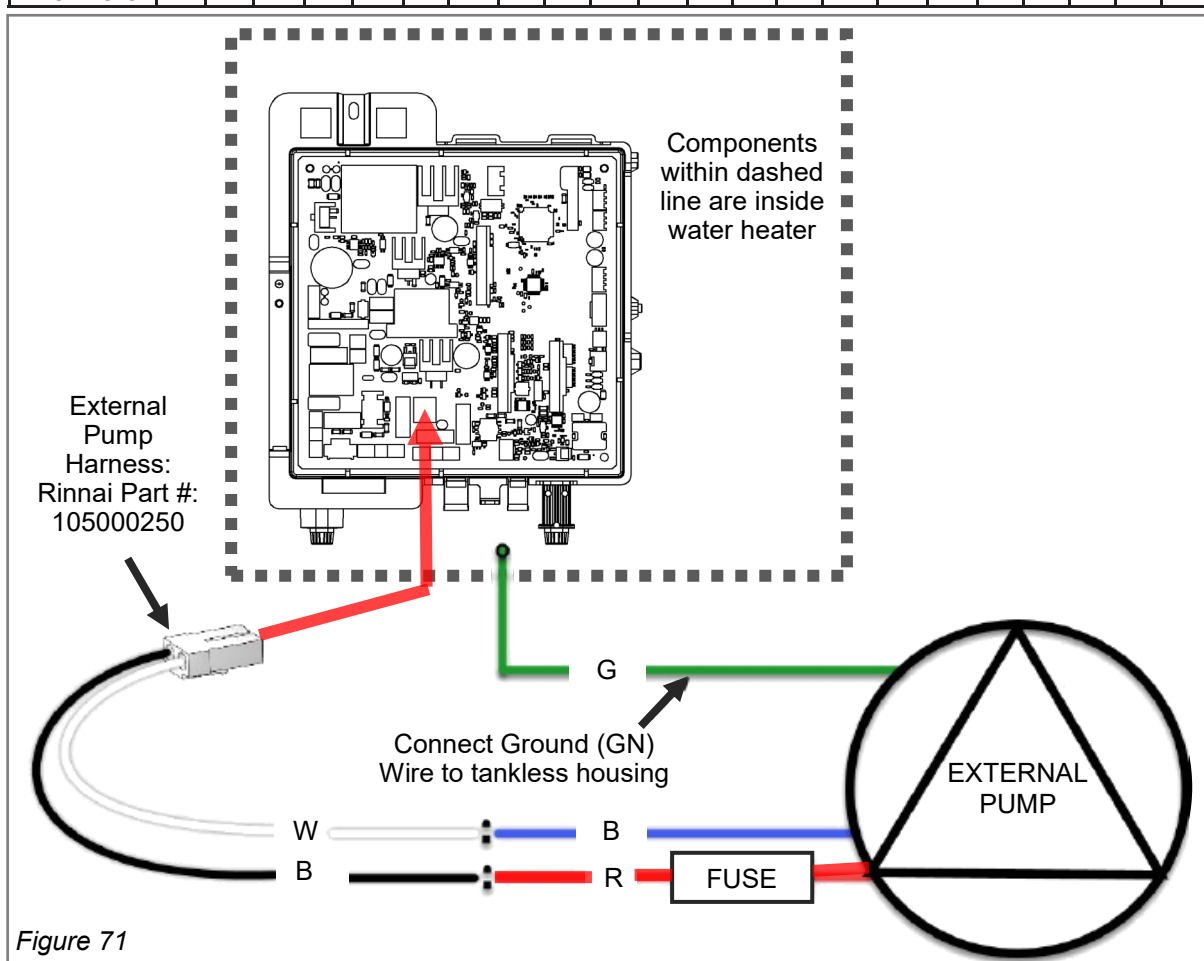 Components
within dashed
line are inside
water heater
External
Pump
Harness:
Rinnai Part #:
105000250
G
Connect Ground (GN)
Wire to tankless housing
EXTERNAL
PUMP
W
B
B
R
FUSE
Figure 71